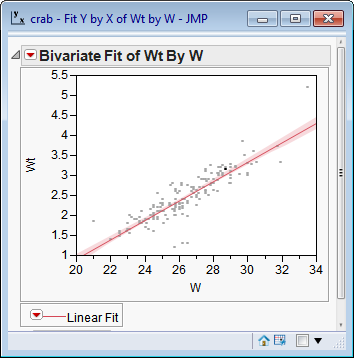 crab - Fit Y by X of Wt by W - JMP
Bivariate Fit of Wt By W
5.5
5
4.5
4
3.5
3
2.5
2
1.5
1
Wt
20 22 24 26 28 30 32 34
W
Linear Fit